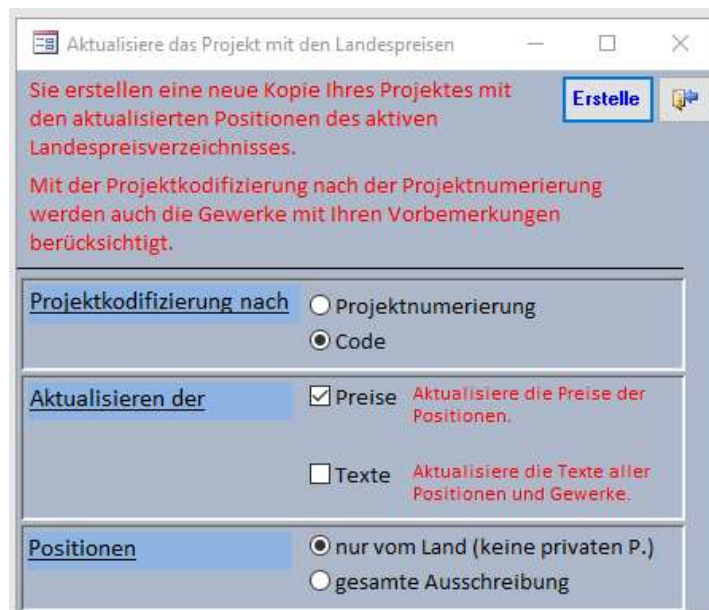 Aktualisiere das Projekt mit den Landespreisen
Sie erstellen eine neue Kopie Ihres Projektes mit
den aktualisierten Positionen des aktiven
Landespreisverzeichnisses.
Erstelle
Mit der Projektkodifizierung nach der Projektnumerierung
werden auch die Gewerke mit Ihren Vorbemerkungen
berücksichtigt.
Projektkodifizierung nach
Projektnumerierung
Code
Aktualisieren der
Preise
Aktualisiere die Preise der
Positionen.
Texte
Aktualisiere die Texte aller
Positionen und Gewerke.
Positionen
nur vom Land (keine privaten P.)
gesamte Ausschreibung